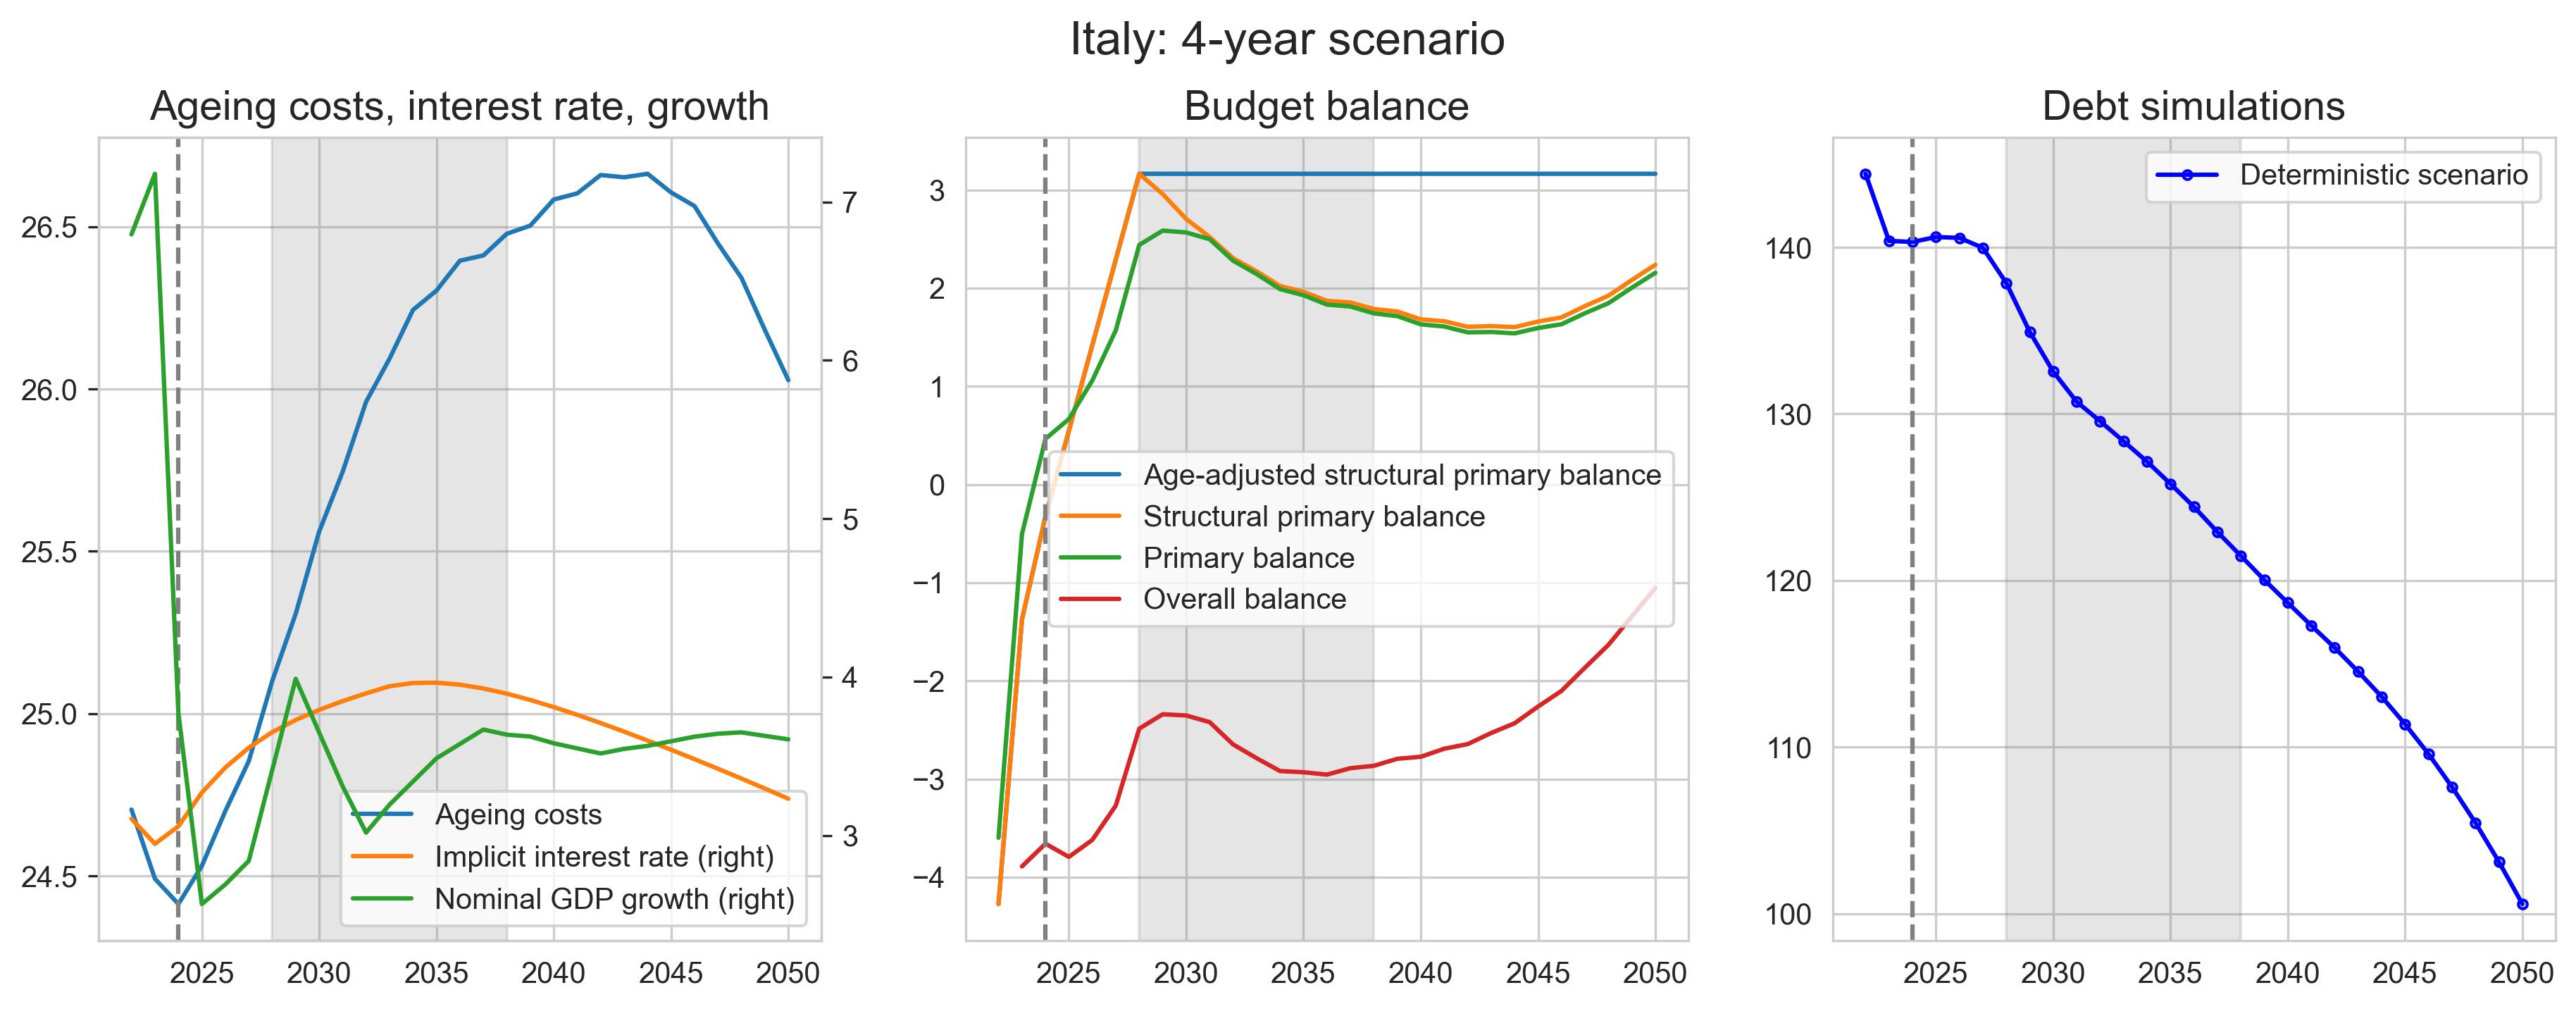 Italy: 4-year scenario
Ageing costs, interest rate, growth
26.5
26.0
25.5
25.0
24.5
7
6
5
4
3
Ageing costs
Implicit interest rate (right)
Nominal GDP growth (right)
2025 2030 2035 2040 2045 2050
Budget balance
3
2
1
0
−1
−2
−3
−4
Age-adjusted structural primary balance
Structural primary balance
Primary balance
Overall balance
2025 2030 2035 2040 2045 2050
Debt simulations
Deterministic scenario
140
130
120
110
100
2025 2030 2035 2040 2045 2050